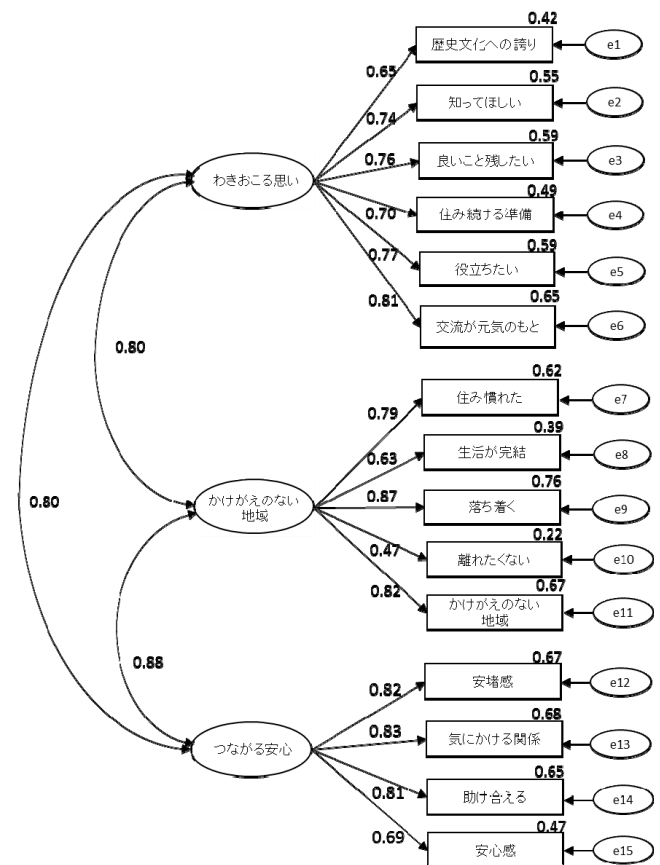 0.42
歴史文化への誇り
e1
0.65
0.55
知ってほしい
e2
0.74
0.59
良いこと残したい
e3
0.76
わきおこる思い
0.49
住み続ける準備
e4
0.70
0.59
役立ちたい
e5
0.77
0.65
交流が元気のもと
e6
0.81
0.80
0.62
住み慣れた
e7
0.79
0.39
生活が完結
e8
0.63
0.76
落ち着く
e9
0.87
かけがえのない
地域
0.80
0.22
離れたくない
e10
0.47
0.67
かけがえのない
地域
e11
0.82
0.88
0.67
安堵感
e12
0.82
0.68
気にかける関係
e13
0.83
つながる安心
0.65
助け合える
e14
0.81
0.47
安心感
e15
0.69